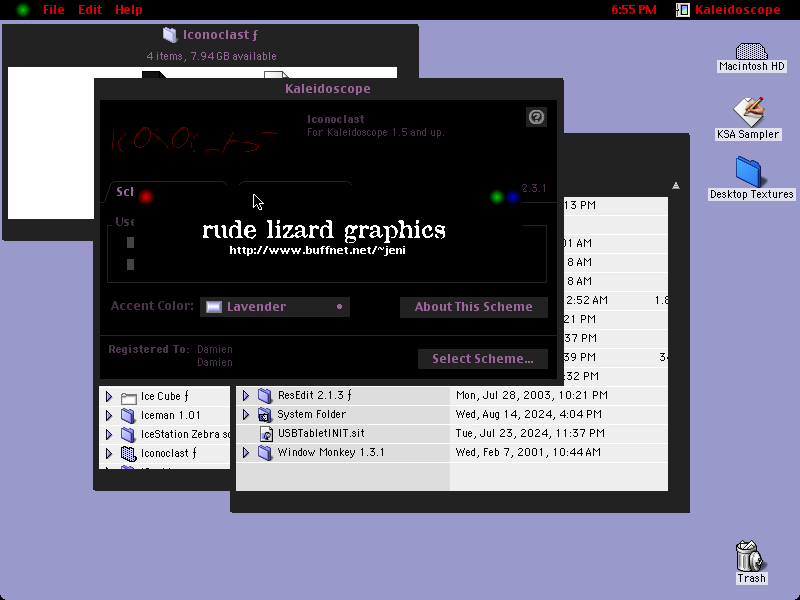 File Edit Help
6:55 PM Kaleidoscope
Iconoclast ƒ
4 items, 7.94 GB available
Macintosh HD
KSA Sampler
Desktop Textures
Kaleidoscope
Iconoclast
Iconoclast
For Kaleidoscope 1.5 and up.
2.3.1
rude lizard graphics
http://www.buffnet.net/~jeni
Accent Color: Lavender
About This Scheme
Registered To: Damien
Damien
Select Scheme...
13 PM
01 AM
8 AM
8 AM
2:52 AM 1.8
21 PM
37 PM
39 PM
:32 PM
Ice Cube ƒ
Iceman 1.01
IceStation Zebra
Iconoclast ƒ
ResEdit 2.1.3 ƒ Mon, Jul 28, 2003, 10:21 PM
System Folder Wed, Aug 14, 2024, 4:04 PM
USBTabletINIT.sit Tue, Jul 23, 2024, 11:37 PM
Window Monkey 1.3.1 Wed, Feb 7, 2001, 10:44 AM
Trash